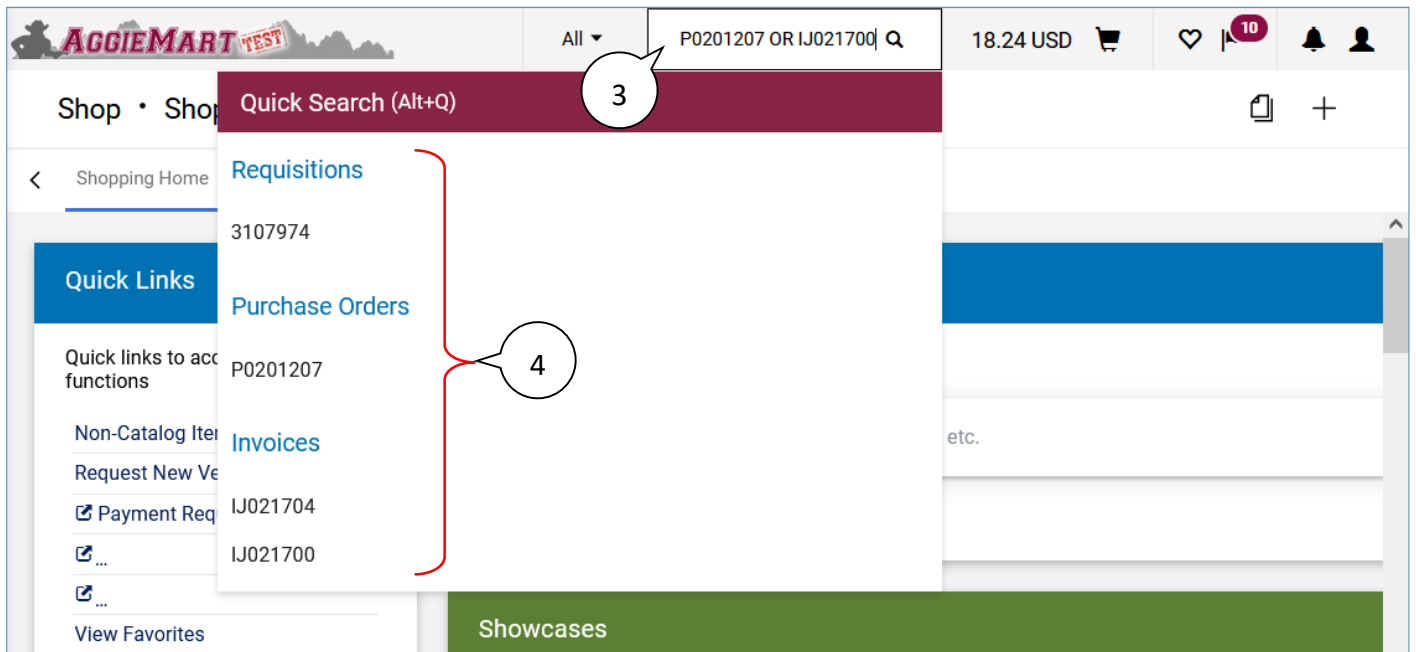 AGGIEMART TEST
All
P0201207 OR IJ021700
18.24 USD
10
3
Shop · Shop
Quick Search (Alt+Q)
Shopping Home
Requisitions
3107974
Purchase Orders
P0201207
Invoices
IJ021704
IJ021700
4
Quick Links
Quick links to acc
functions
Non-Catalog Iter
Request New Ve
Payment Req
...
...
View Favorites
etc.
Showcases